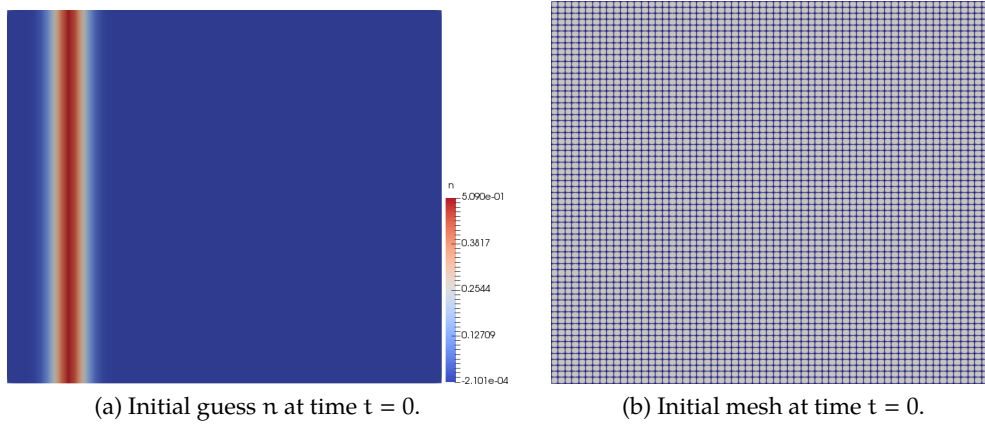 n
5.090e-01
0.3817
0.2544
0.12709
-2.101e-04
(a) Initial guess n at time t = 0.
(b) Initial mesh at time t = 0.